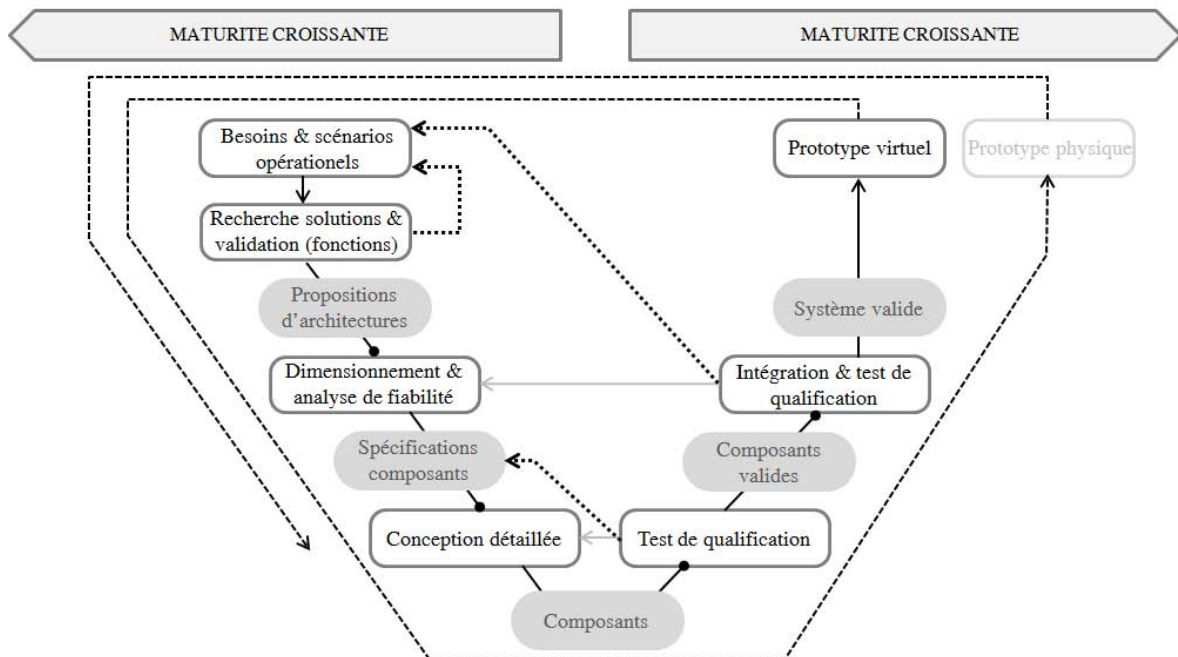 MATURITE CROISSANTE
MATURITE CROISSANTE
Besoins & scénarios
opérationels
Prototype virtuel
Prototype physique
Recherche solutions &
validation (fonctions)
Propositions
d’architectures
Système valide
Dimensionnement &
analyse de fiabilité
Intégration & test de
qualification
Spécifications
composants
Composants
valides
Conception détaillée
Test de qualification
Composants